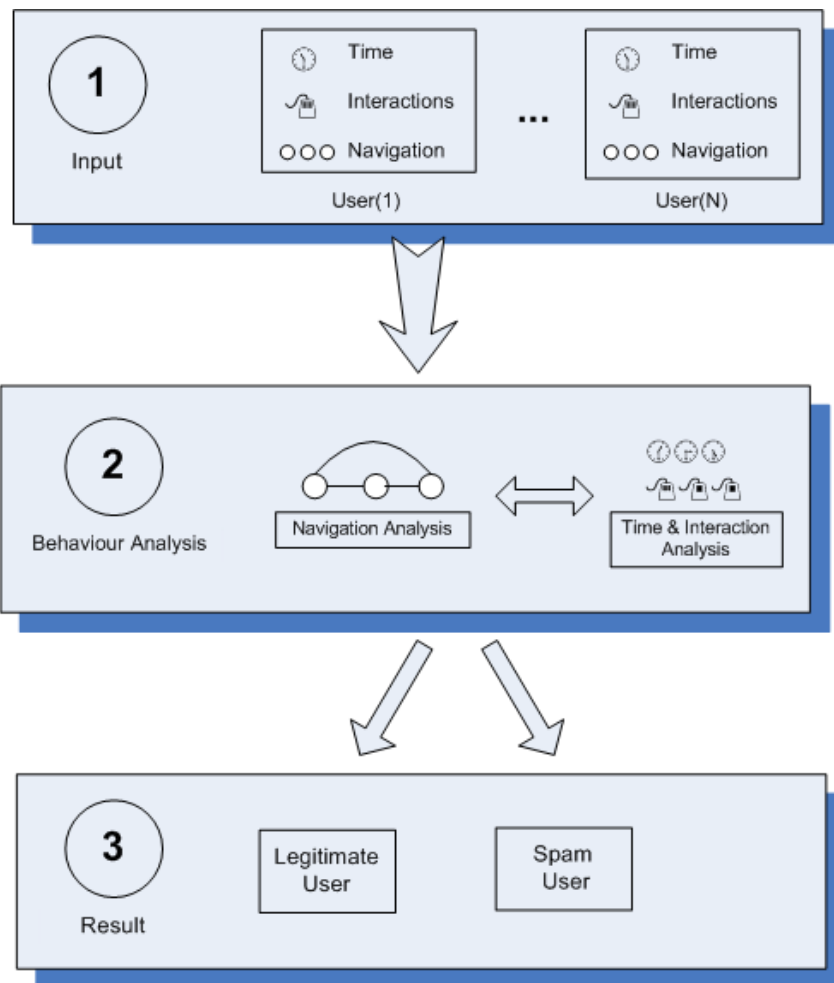 1
Input
Time
Interactions
Navigation
User(1)
...
Time
Interactions
Navigation
User(N)
2
Behaviour Analysis
Navigation Analysis
Time & Interaction
Analysis
3
Result
Legitimate
User
Spam
User